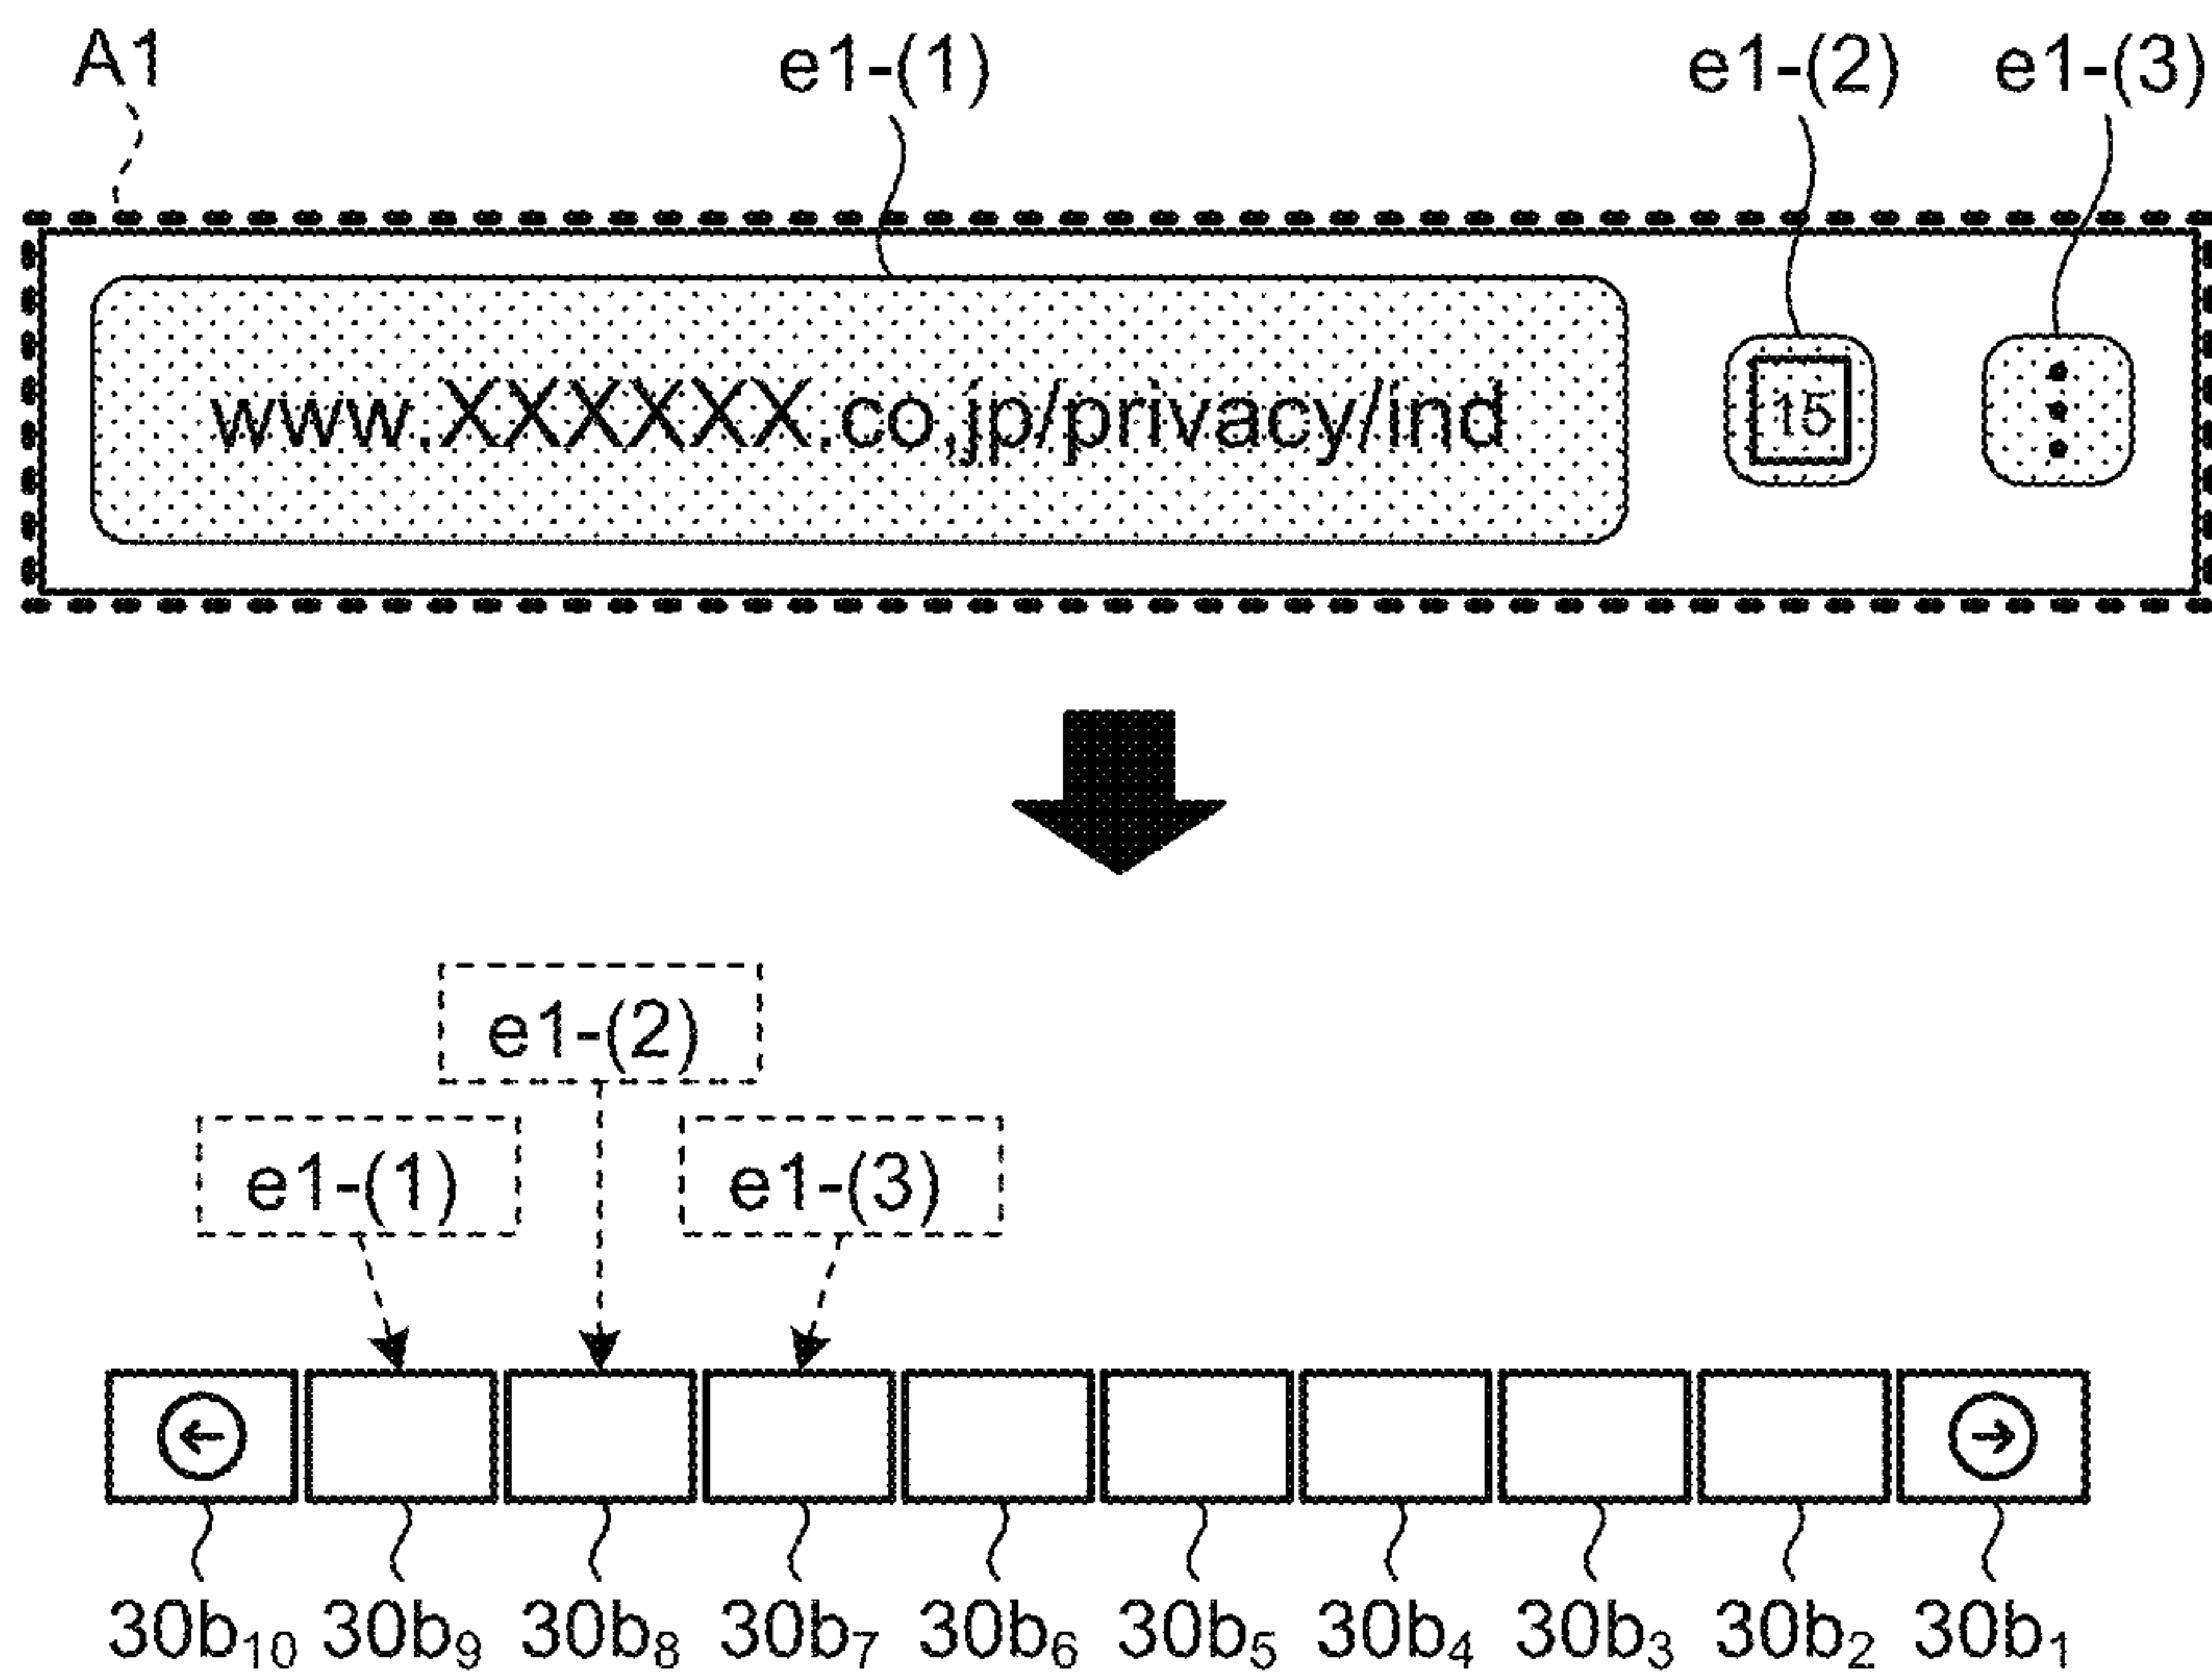 A1 e1-(1) e1-(2) e1-(3)
www.XXXXXX.co.jp/privacy/ind 15
e1-(2)
e1-(1) e1-(3)
30b₁₀ 30b₉ 30b₈ 30b₇ 30b₆ 30b₅ 30b₄ 30b₃ 30b₂ 30b₁